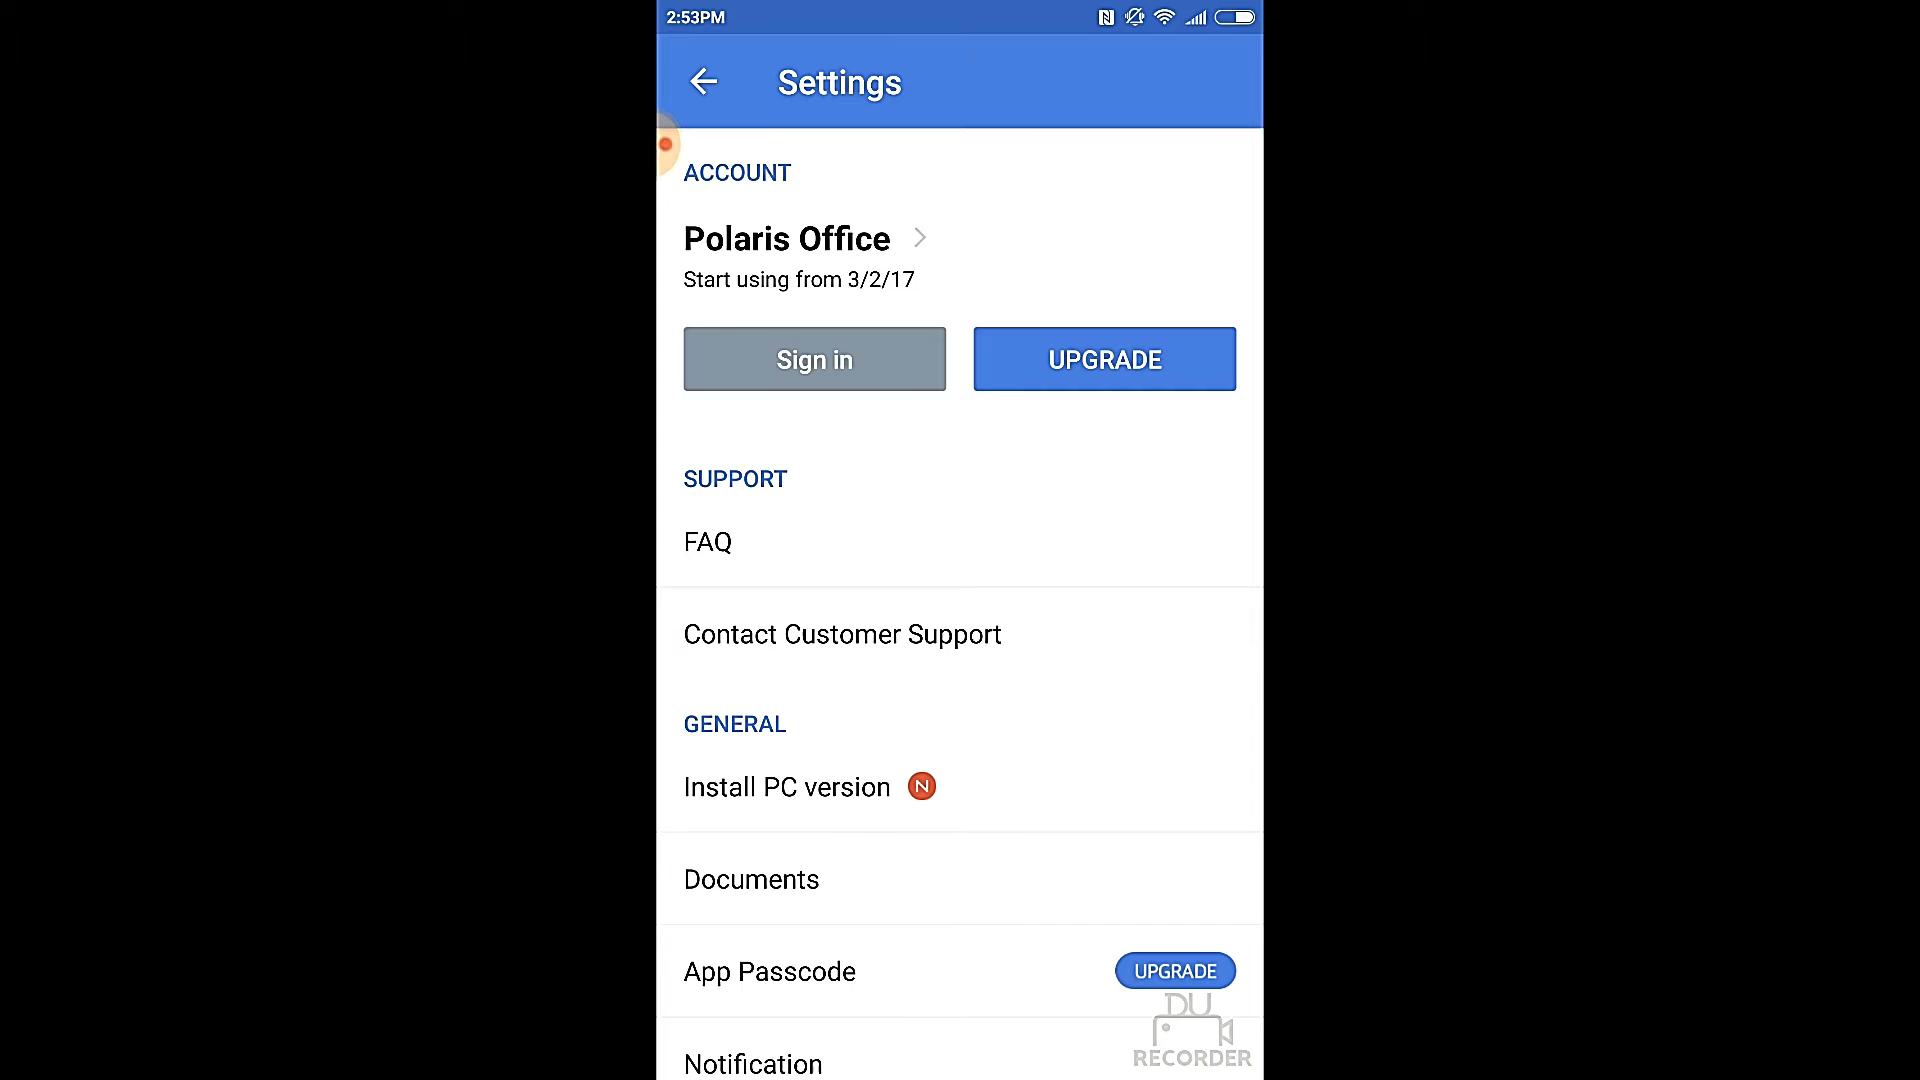 2:53PM
Settings
ACCOUNT
Polaris Office
Start using from 3/2/17
Sign in
UPGRADE
SUPPORT
FAQ
Contact Customer Support
GENERAL
Install PC version N
Documents
App Passcode
UPGRADE
DU
RECORDER
Notification